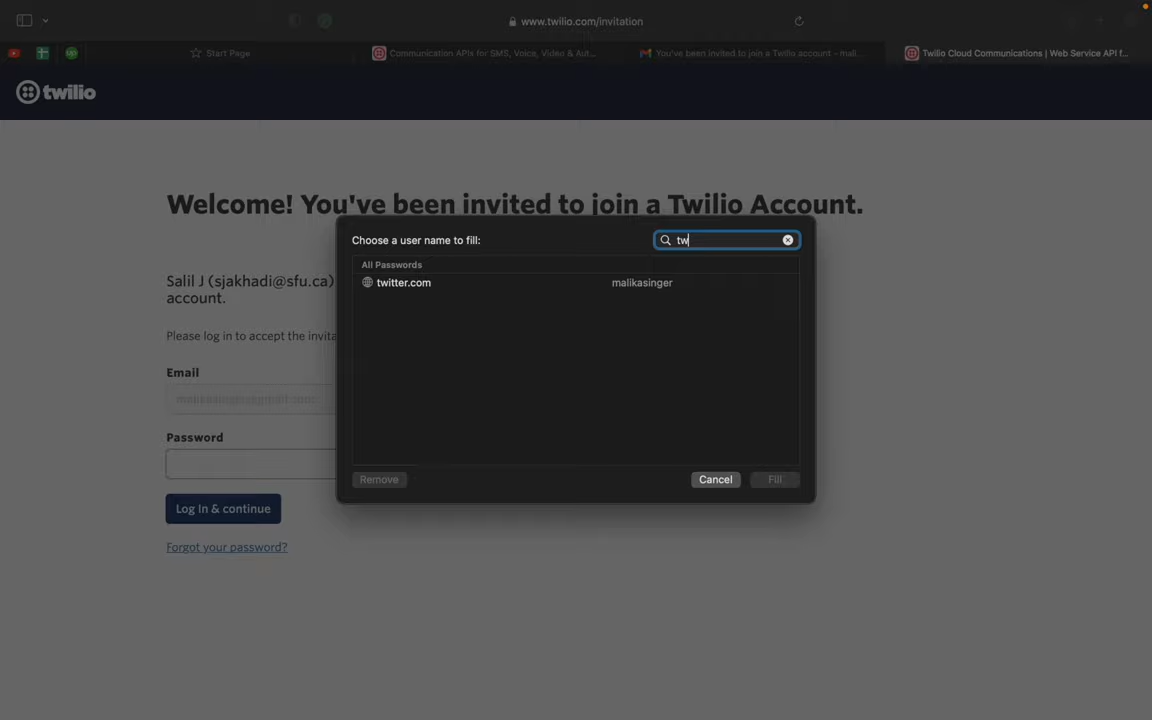 www.twilio.com/invitation
Start Page
Communication APIs for SMS, Voice, Video & Aut...
You've been invited to join a Twilio account - mali...
Twilio Cloud Communications | Web Service API f...
twilio
Welcome! You've been invited to join a Twilio Account.
Choose a user name to fill:
tw
All Passwords
twitter.com malikasinger
Salil J (sjakhadi@sfu.ca)
account.
Please log in to accept the invita
Email
Password
Remove
Cancel
Fill
Log In & continue
Forgot your password?